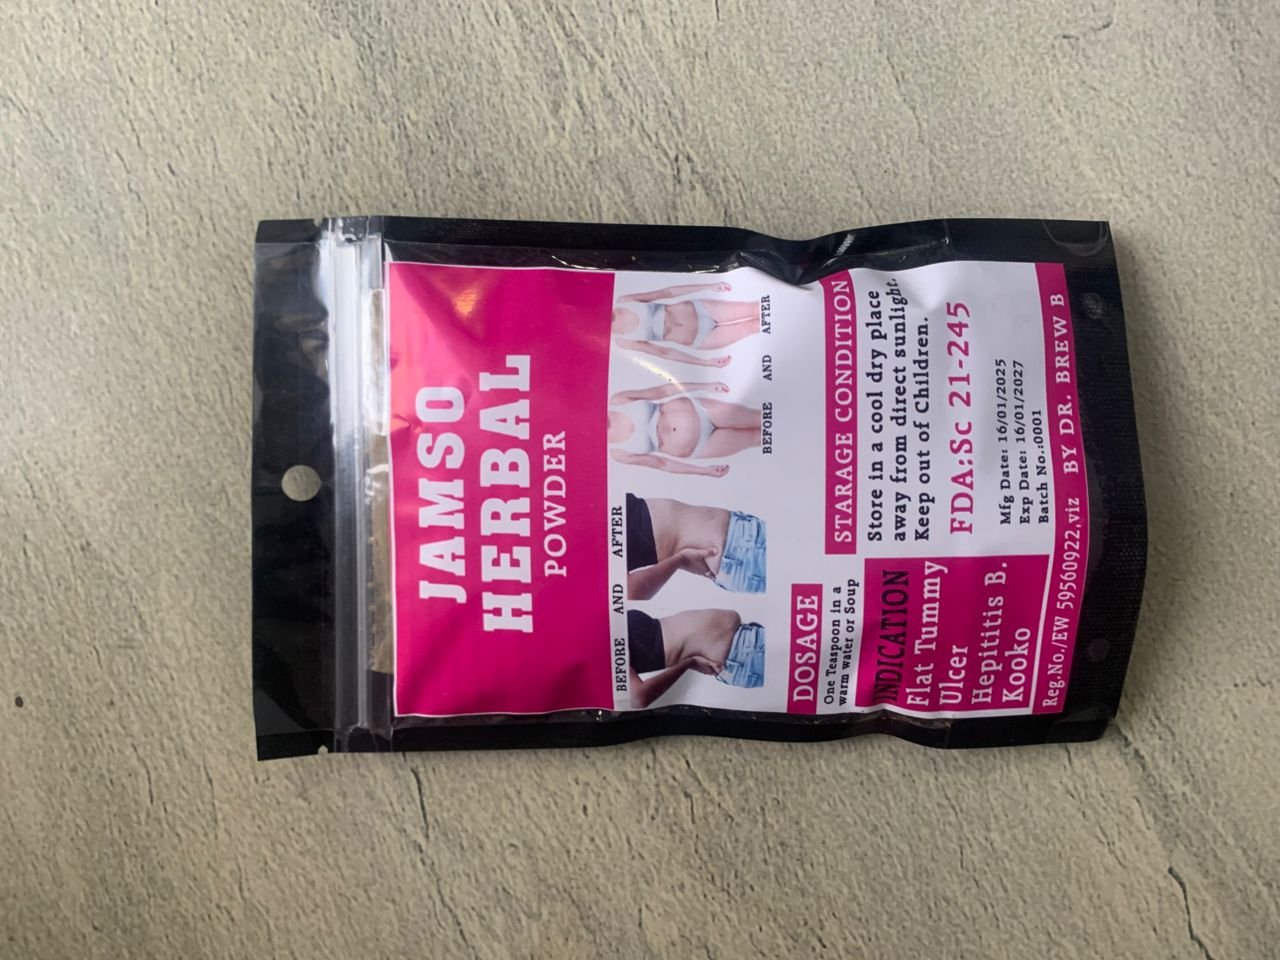 JAMSO
HERBAL
POWDER
BEFORE AND AFTER
BEFORE AND AFTER
DOSAGE
One Teaspoon in a
warm water or Soup
INDICATION
Flat Tummy
Ulcer
Hepititis B.
Kooko
STARAGE CONDITION
Store in a cool dry place
away from direct sunlight.
Keep out of Children.
FDA:Sc 21-245
Mfg Date: 16/01/2025
Exp Date: 16/01/2027
Batch No.:0001
Reg.No./EW 59560922,viz BY DR. BREW B